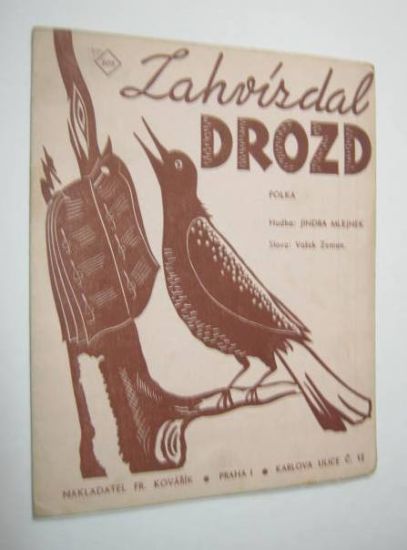 Zahvízdal
DROZD
POLKA
Hudba: JINDRA MLEJNEK
Slova: Vašek Zeman.
NAKLADATEL FR. KOVÁŘÍK • PRAHA I • KARLOVA ULICE Č. 12